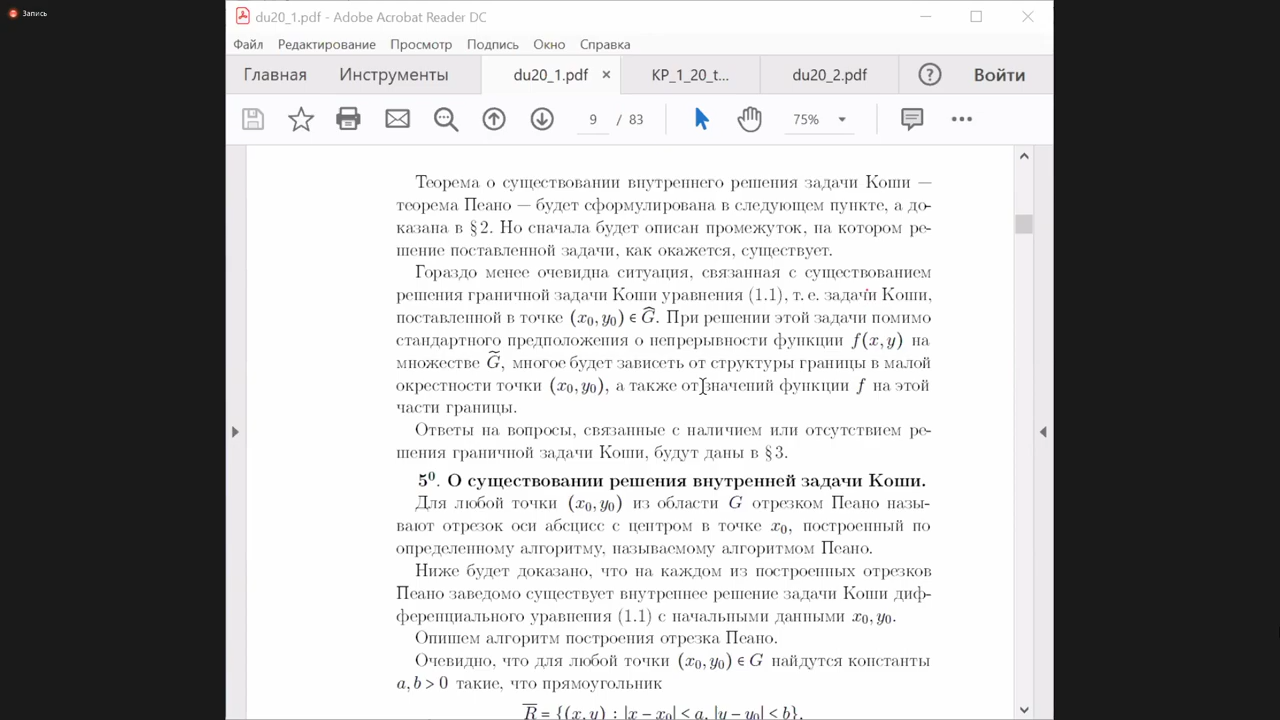 Запись
du20_1.pdf - Adobe Acrobat Reader DC
Файл Редактирование Просмотр Подпись Окно Справка
Главная Инструменты du20_1.pdf × KP_1_20_t... du20_2.pdf Войти
9 / 83 75%
Теорема о существовании внутреннего решения задачи Коши —
теорема Пеано — будет сформулирована в следующем пункте, а до-
казана в § 2. Но сначала будет описан промежуток, на котором ре-
шение поставленной задачи, как окажется, существует.
Гораздо менее очевидна ситуация, связанная с существованием
решения граничной задачи Коши уравнения (1.1), т. е. задачи Коши,
поставленной в точке (x₀, y₀) ∈ Ĝ. При решении этой задачи помимо
стандартного предположения о непрерывности функции f(x, y) на
множестве G̃, многое будет зависеть от структуры границы в малой
окрестности точки (x₀, y₀), а также от значений функции f на этой
части границы.
Ответы на вопросы, связанные с наличием или отсутствием ре-
шения граничной задачи Коши, будут даны в § 3.
5⁰. О существовании решения внутренней задачи Коши.
Для любой точки (x₀, y₀) из области G отрезком Пеано назы-
вают отрезок оси абсцисс с центром в точке x₀, построенный по
определенному алгоритму, называемому алгоритмом Пеано.
Ниже будет доказано, что на каждом из построенных отрезков
Пеано заведомо существует внутреннее решение задачи Коши диф-
ференциального уравнения (1.1) с начальными данными x₀, y₀.
Опишем алгоритм построения отрезка Пеано.
Очевидно, что для любой точки (x₀, y₀) ∈ G найдутся константы
a, b > 0 такие, что прямоугольник
R̅ = {(x, y) : |x − x₀| ≤ a, |y − y₀| ≤ b},